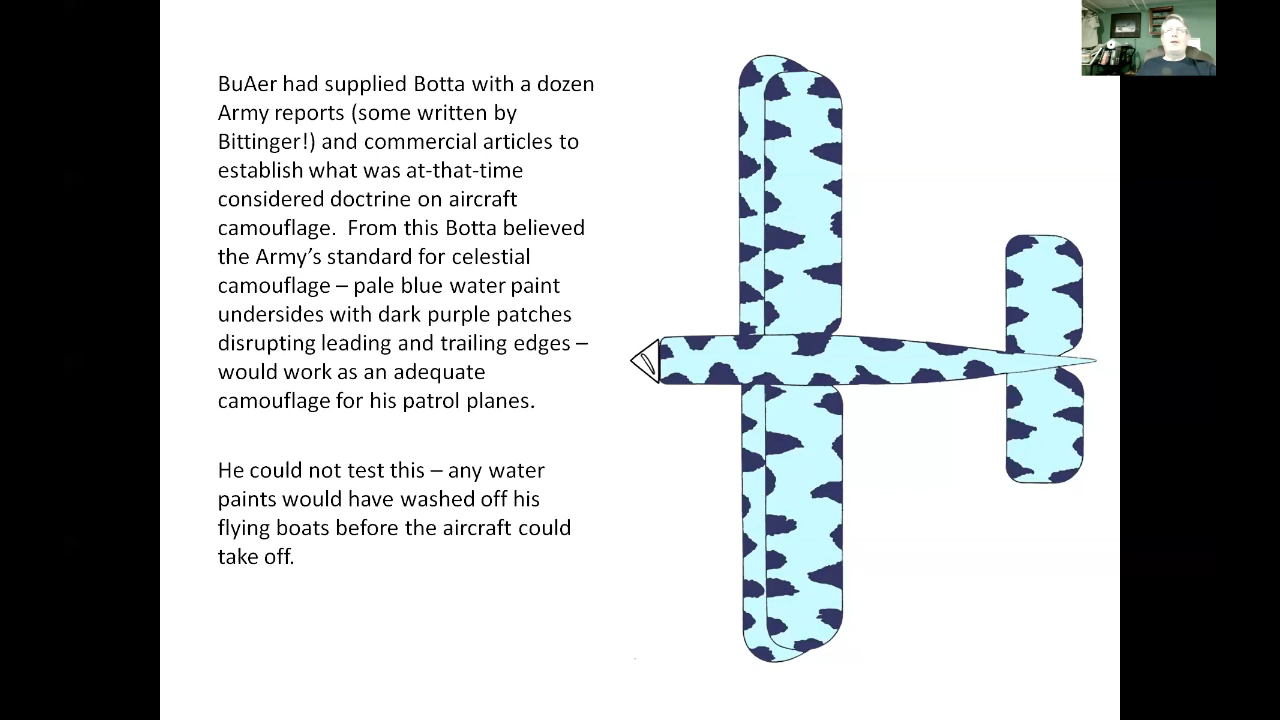 BuAer had supplied Botta with a dozen
Army reports (some written by
Bittinger!) and commercial articles to
establish what was at-that-time
considered doctrine on aircraft
camouflage.  From this Botta believed
the Army’s standard for celestial
camouflage – pale blue water paint
undersides with dark purple patches
disrupting leading and trailing edges –
would work as an adequate
camouflage for his patrol planes.
He could not test this – any water
paints would have washed off his
flying boats before the aircraft could
take off.